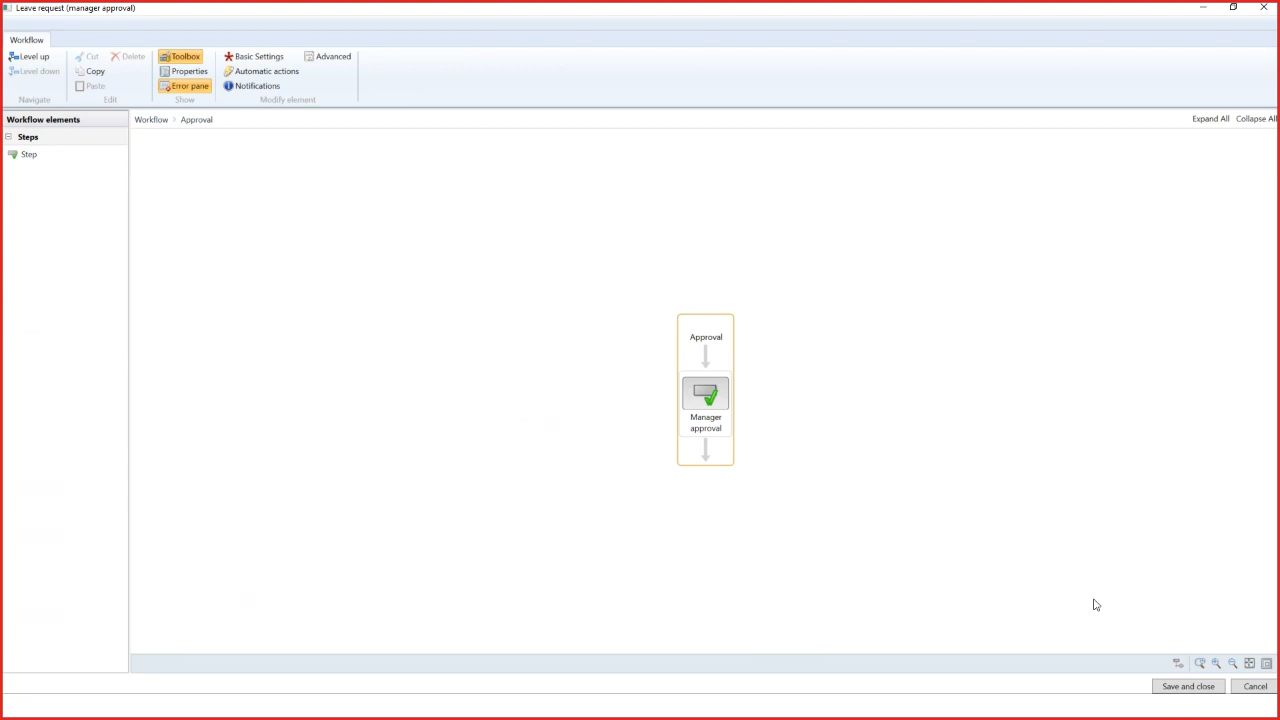 Leave request (manager approval)
Workflow
Level up
Cut
Delete
Toolbox
Basic Settings
Advanced
Level down
Copy
Properties
Automatic actions
Paste
Error pane
Notifications
Navigate
Edit
Show
Modify element
Workflow elements
Workflow > Approval
Expand All
Collapse All
Steps
Step
Approval
Manager
approval
Save and close
Cancel